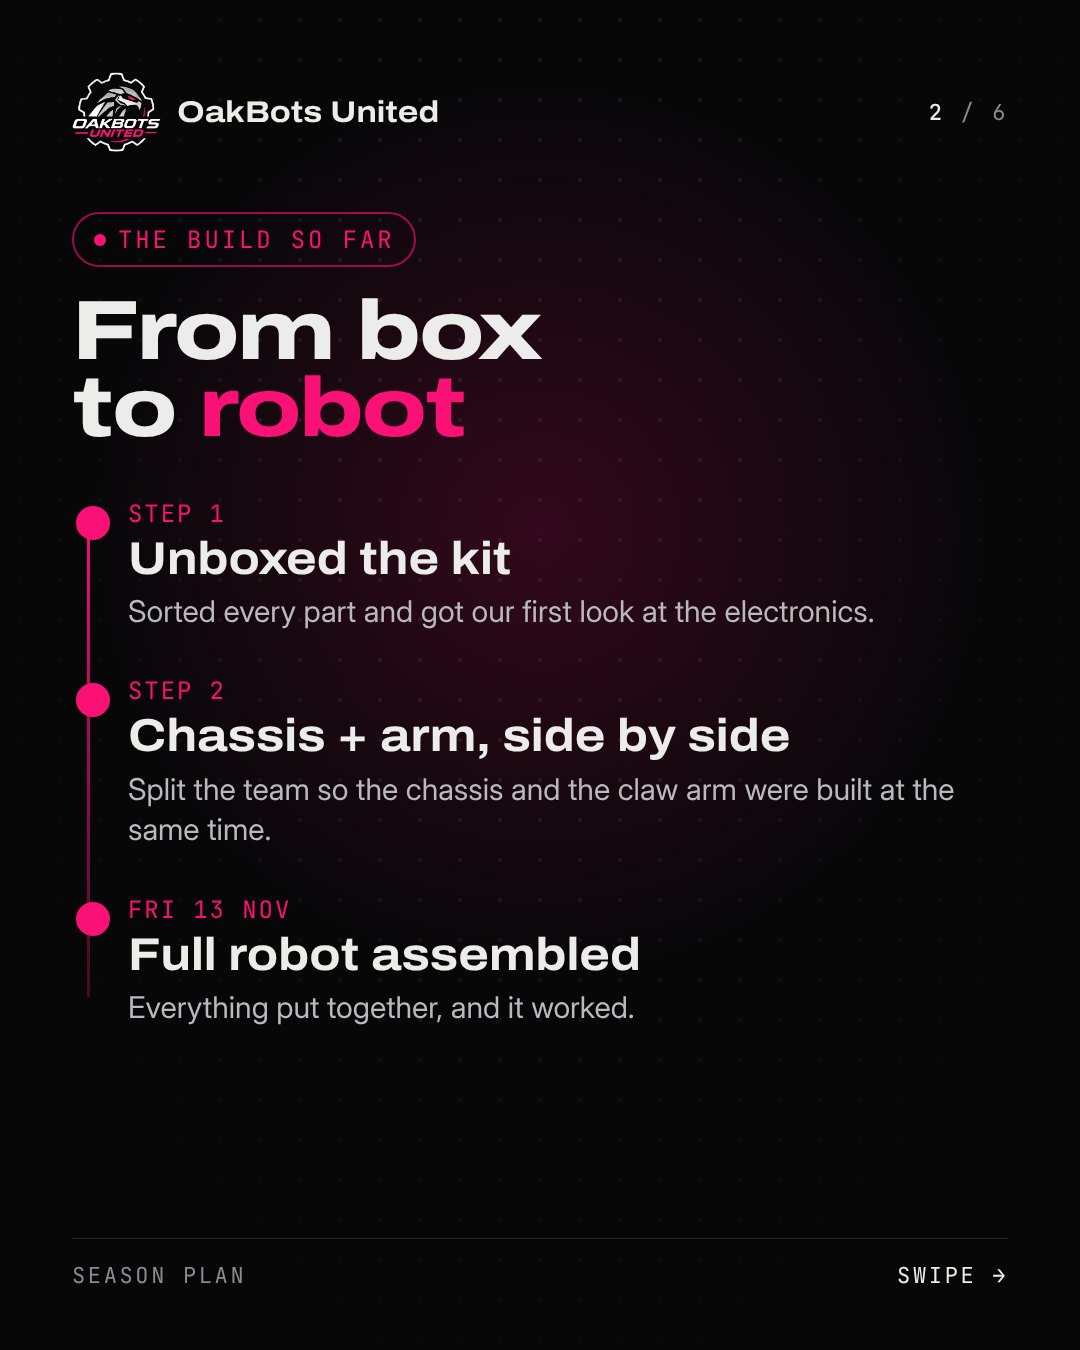 OAKBOTS
UNITED
OakBots United
2 / 6
THE BUILD SO FAR
From box
to robot
STEP 1
Unboxed the kit
Sorted every part and got our first look at the electronics.
STEP 2
Chassis + arm, side by side
Split the team so the chassis and the claw arm were built at the
same time.
FRI 13 NOV
Full robot assembled
Everything put together, and it worked.
SEASON PLAN
SWIPE →